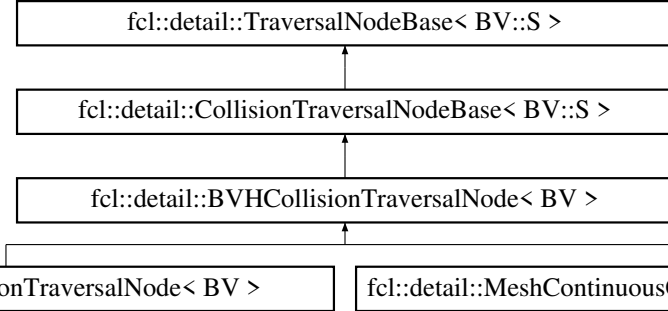 fcl::detail::TraversalNodeBase< BV::S >
fcl::detail::CollisionTraversalNodeBase< BV::S >
fcl::detail::BVHCollisionTraversalNode< BV >
onTraversalNode< BV >
fcl::detail::MeshContinuous